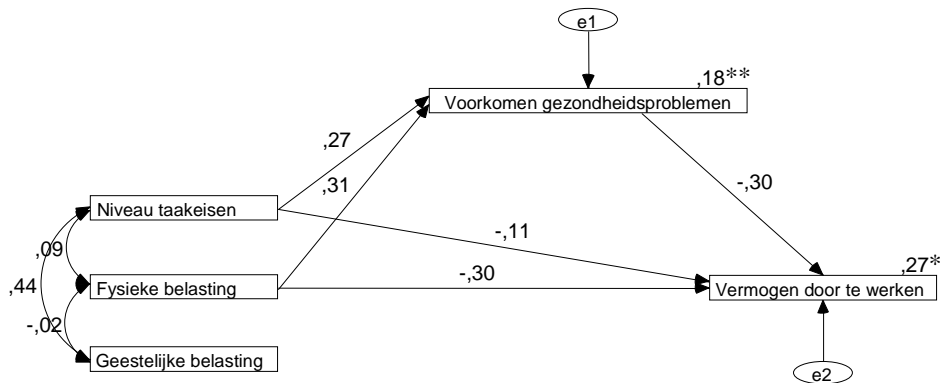 e1
,18**
Voorkomen gezondheidsproblemen
,27
,31
-,30
Niveau taakeisen
-,11
,09
,44
Fysieke belasting
-,30
,27*
Vermogen door te werken
-,02
Geestelijke belasting
e2